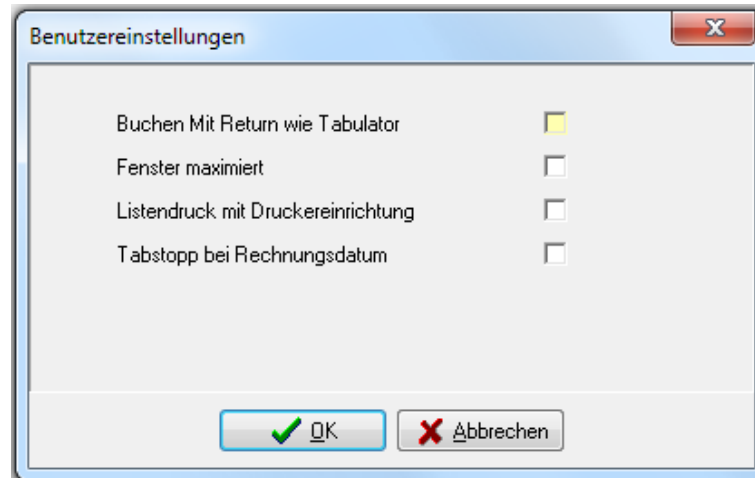 Benutzereinstellungen
Buchen Mit Return wie Tabulator
Fenster maximiert
Listendruck mit Druckereinrichtung
Tabstopp bei Rechnungsdatum
OK
Abbrechen